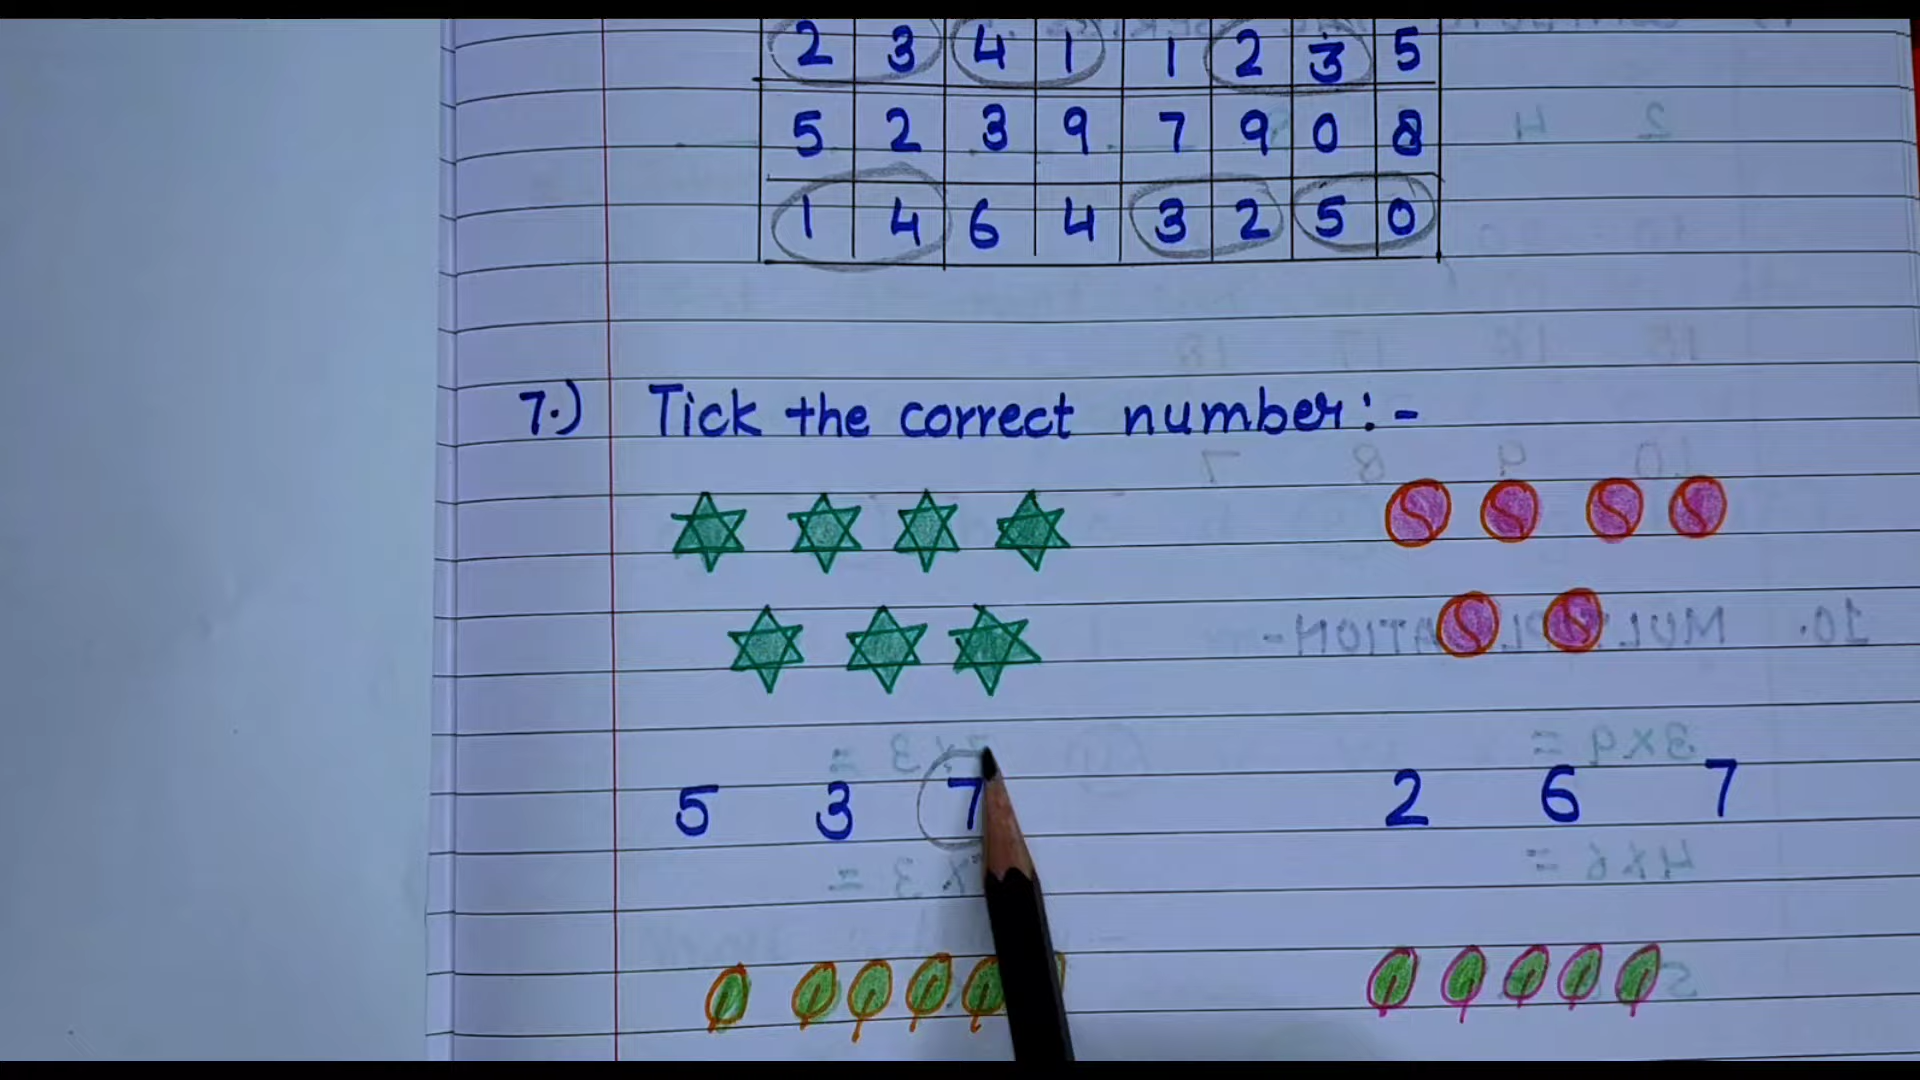 2 3 4 1 1 2 3 5
5 2 3 9 7 9 0 8
1 4 6 4 3 2 5 0
7.) Tick the correct number:-
5 3 7
2 6 7